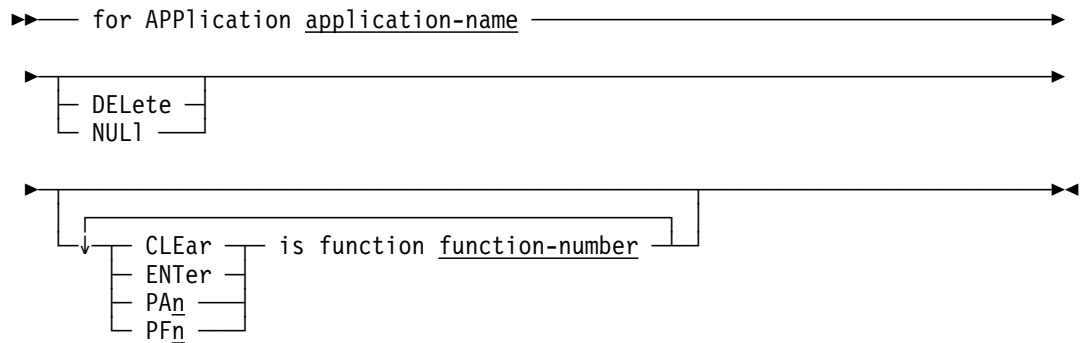 for APPlication application-name
DELete
NULl
CLEar is function function-number
ENTer
PAn
PFn